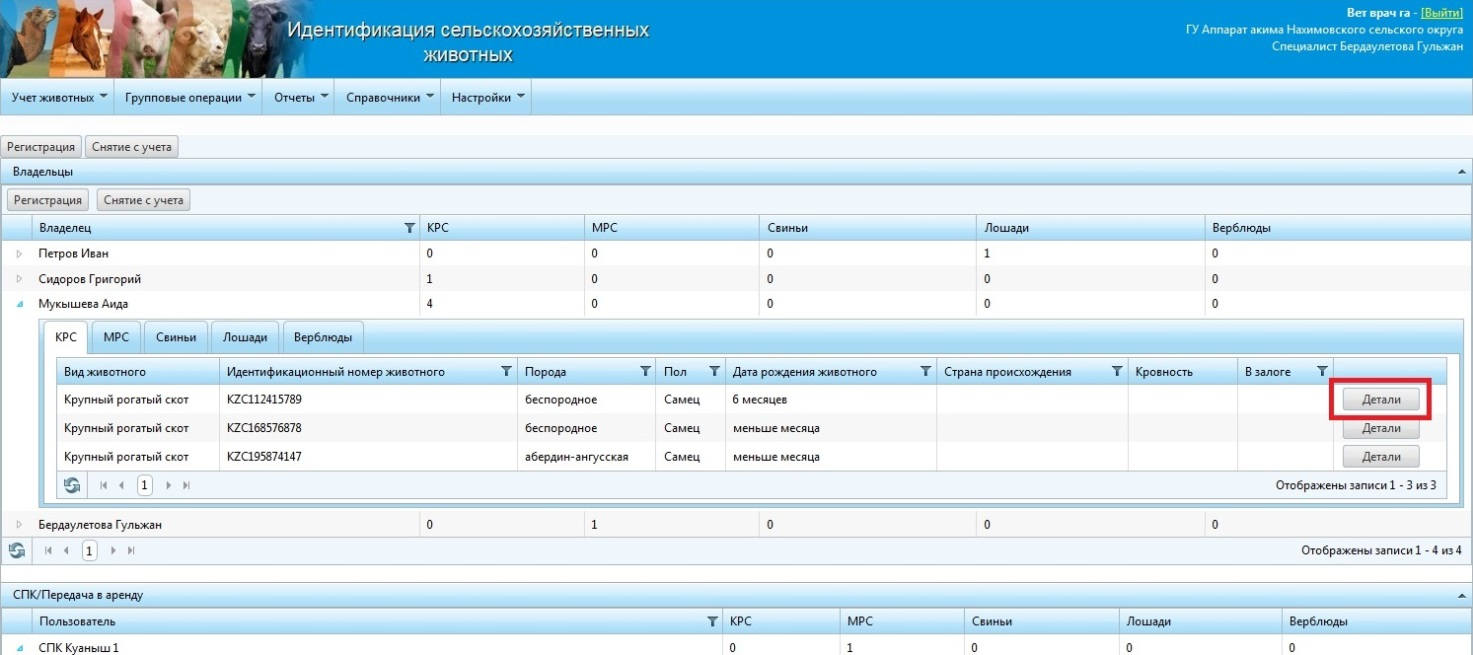 Вет врач га - [Выйти]
ГУ Аппарат акима Нахимовского сельского округа
Специалист Бердаулетова Гульжан
Идентификация сельскохозяйственных
животных
Учет животных Групповые операции Отчеты Справочники Настройки
Регистрация Снятие с учета
Владельцы
Регистрация Снятие с учета
Владелец КРС МРС Свиньи Лошади Верблюды
Петров Иван 0 0 0 1 0
Сидоров Григорий 1 0 0 0 0
Мукышева Аида 4 0 0 0 0
КРС МРС Свиньи Лошади Верблюды
Вид животного Идентификационный номер животного Порода Пол Дата рождения животного Страна происхождения Кровность В залоге
Крупный рогатый скот KZC112415789 беспородное Самец 6 месяцев Детали
Крупный рогатый скот KZC168576878 беспородное Самец меньше месяца Детали
Крупный рогатый скот KZC195874147 абердин-ангусская Самец меньше месяца Детали
1 Отображены записи 1 - 3 из 3
Бердаулетова Гульжан 0 1 0 0 0
1 Отображены записи 1 - 4 из 4
СПК/Передача в аренду
Пользователь КРС МРС Свиньи Лошади Верблюды
СПК Куаныш 1 0 1 0 0 0